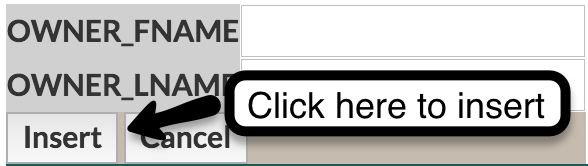 OWNER_FNAME
OWNER_LNAME
Click here to insert
Insert Cancel